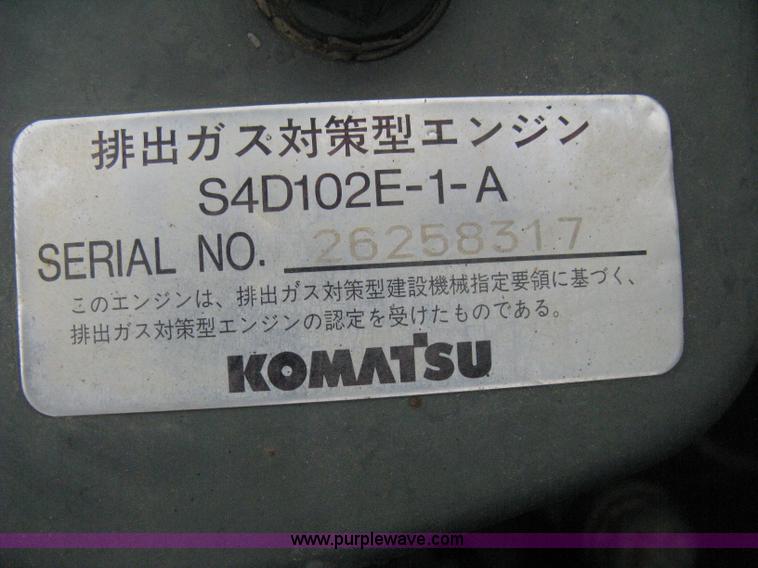 排出ガス対策型エンジン
S4D102E-1-A
SERIAL NO. 26258317
このエンジンは、排出ガス対策型建設機械指定要領に基づく、
排出ガス対策型エンジンの認定を受けたものである。
KOMATSU
www.purplewave.com